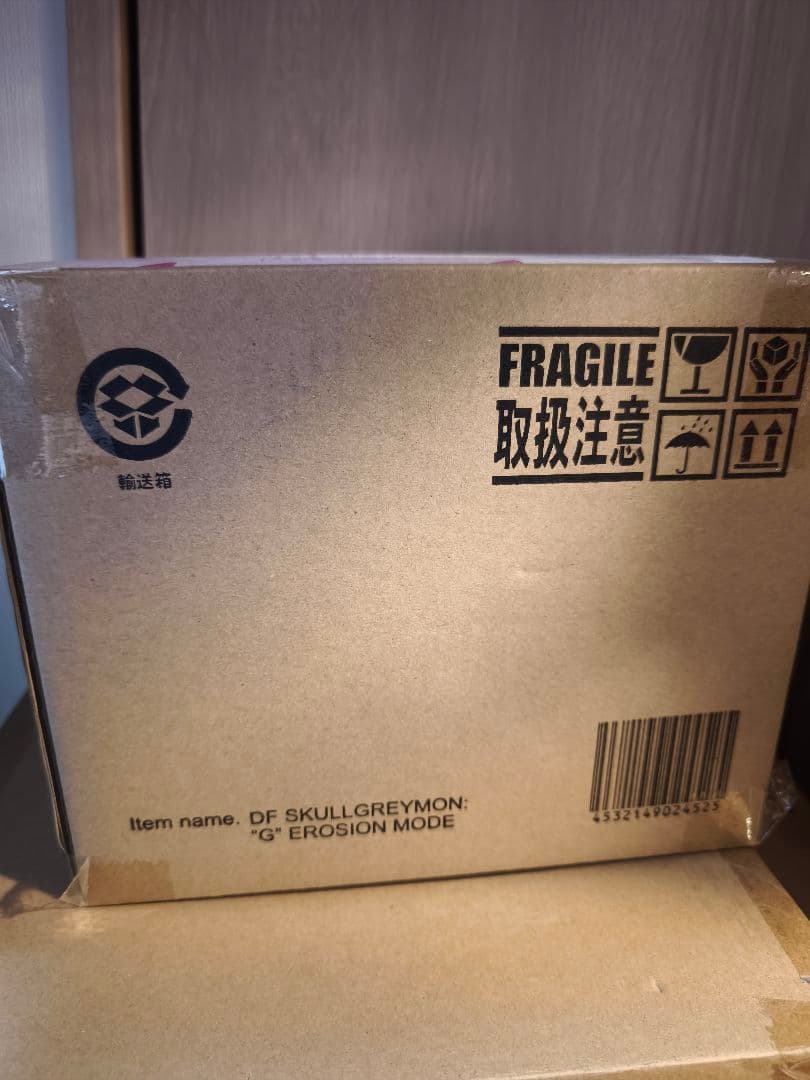 FRAGILE
取扱注意
輸送箱
Item name. DF SKULLGREYMON:
"G" EROSION MODE
4532149024525